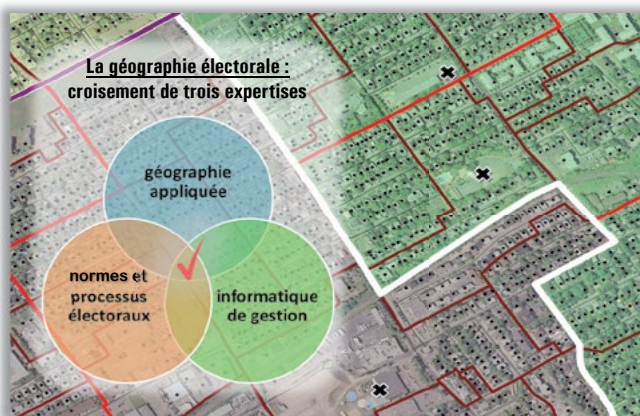 La géographie électorale :
croisement de trois expertises
géographie
appliquée
normes et
processus
électoraux
informatique
de gestion